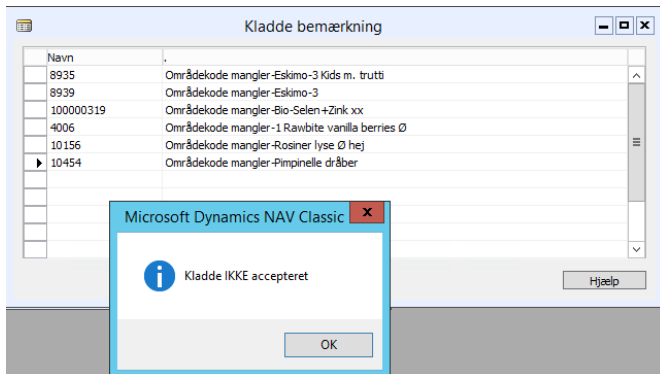 Kladde bemærkning
Navn .
8935 Områdekode mangler-Eskimo-3 Kids m. trutti
8939 Områdekode mangler-Eskimo-3
100000319 Områdekode mangler-Bio-Selen+Zink xx
4006 Områdekode mangler-1 Rawbite vanilla berries Ø
10156 Områdekode mangler-Rosiner lyse Ø hej
10454 Områdekode mangler-Pimpinelle dråber
Microsoft Dynamics NAV Classic
Kladde IKKE accepteret
OK
Hjælp